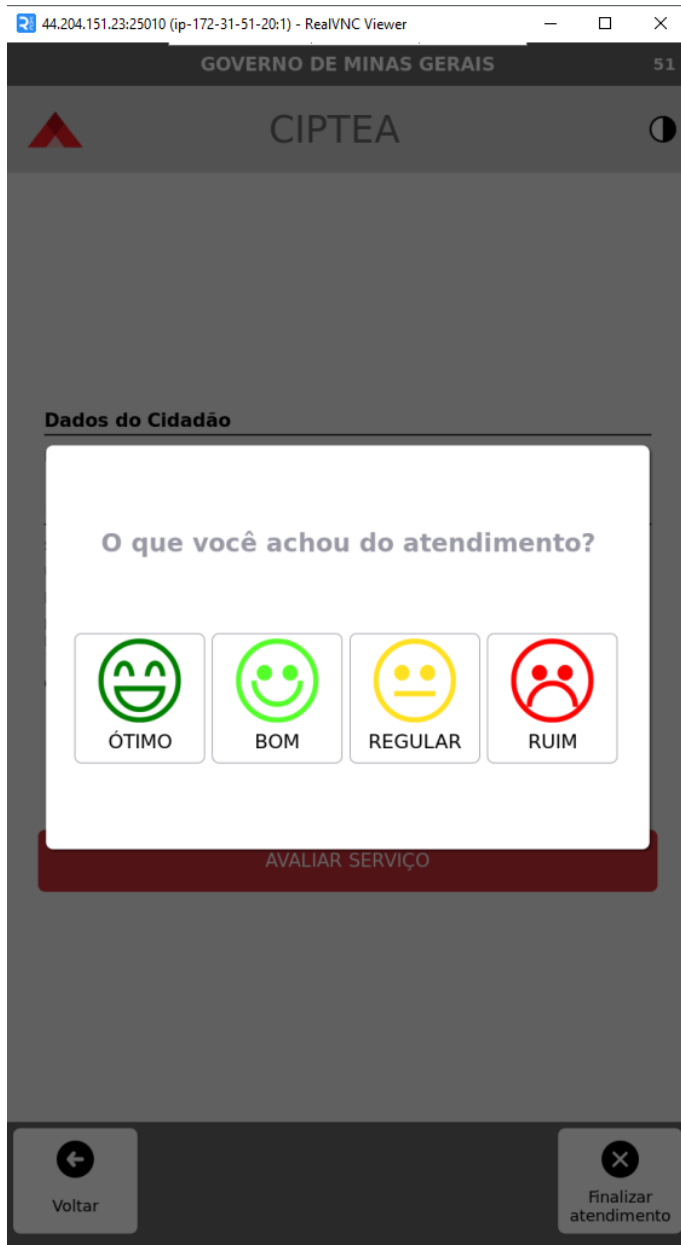 44.204.151.23:25010 (ip-172-31-51-20:1) - RealVNC Viewer
GOVERNO DE MINAS GERAIS 51
CIPTEA
Dados do Cidadão
O que você achou do atendimento?
ÓTIMO BOM REGULAR RUIM
AVALIAR SERVIÇO
Voltar
Finalizar
atendimento